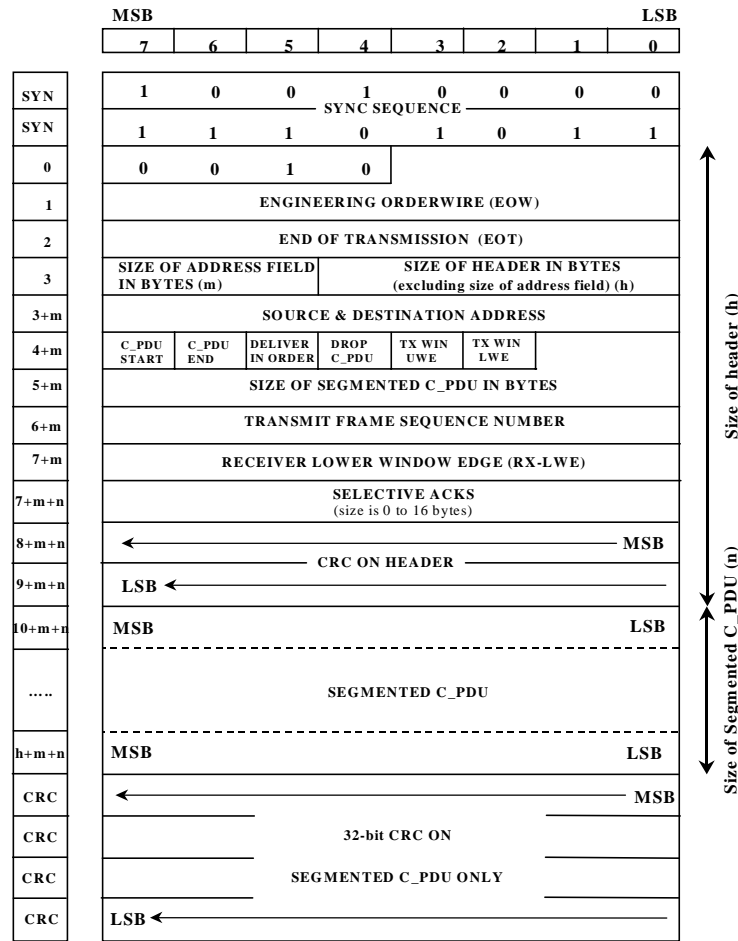 MSB LSB
7 6 5 4 3 2 1 0
SYN 1 0 0 1 0 0 0 0
SYNC SEQUENCE
SYN 1 1 1 0 1 0 1 1
0 0 0 1 0
1 ENGINEERING ORDERWIRE (EOW)
2 END OF TRANSMISSION (EOT)
3 SIZE OF ADDRESS FIELD SIZE OF HEADER IN BYTES
IN BYTES (m) (excluding size of address field) (h)
3+m SOURCE & DESTINATION ADDRESS
4+m C_PDU C_PDU DELIVER DROP TX WIN TX WIN
START END IN ORDER C_PDU UWE LWE
5+m SIZE OF SEGMENTED C_PDU IN BYTES
6+m TRANSMIT FRAME SEQUENCE NUMBER
7+m RECEIVER LOWER WINDOW EDGE (RX-LWE)
7+m+n SELECTIVE ACKS
(size is 0 to 16 bytes)
8+m+n MSB
CRC ON HEADER
9+m+n LSB
10+m+n MSB LSB
..... SEGMENTED C_PDU
h+m+n MSB LSB
CRC MSB
CRC 32-bit CRC ON
CRC SEGMENTED C_PDU ONLY
CRC LSB
Size of header (h)
Size of Segmented C_PDU (n)